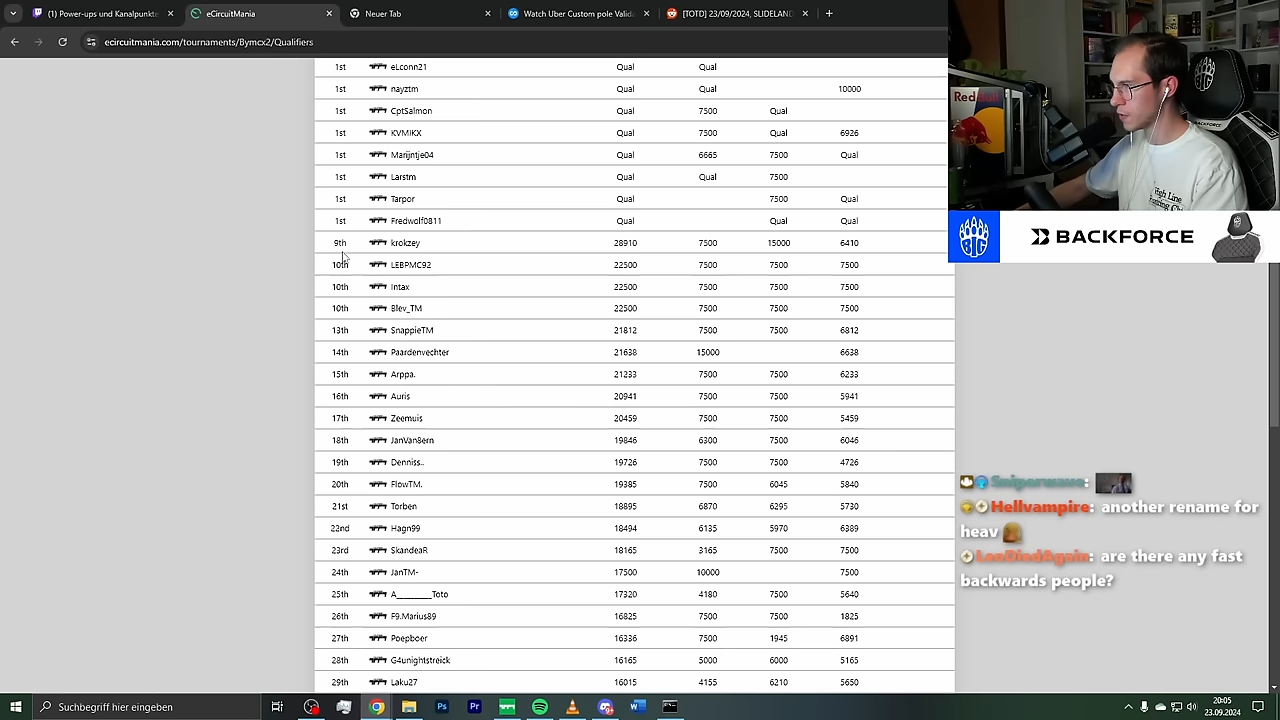 (1) Power-ups und Kanalpunkte
eCircuitMania
Neuer Tab
Watch Uber Custom pole Valida
[TOTD] 23/09/2024, SLIDELAND
ecircuitmania.com/tournaments/Bymcx2/Qualifiers
1st eLconn21 Qual Qual
1st nayztm Qual Qual 10000
1st CptSalmon Qual 7500 Qual
1st KVMIKX Qual 7500 Qual 6926
1st Marijntje04 Qual 6665 7500 Qual
1st Larstm Qual Qual 7500
1st Tarpor Qual 7500 Qual
1st Fredwolf0811 Qual Qual Qual
9th krokzey 28910 7500 15000 6410
10th LEBPMC92 22500 7500 7500 7500
10th Intax 22500 7500 7500 7500
10th Blev_TM 22500 7500 7500 7500
13th SnappieTM 21812 7500 7500 6812
14th Paardenvechter 21638 15000 6638
15th Arppa. 21233 7500 7500 6233
16th Auris 20941 7500 7500 5941
17th Zeemuis 20459 7500 7500 5459
18th JanVan8ern 19846 6300 7500 6046
19th Denniss.. 19726 7500 7500 4726
20th FlowTM. 19385 7500 6045 5840
21st Torben 18895 6870 6295 5730
22nd Hagn99 18494 6135 5970 6389
23rd SkandeaR 18165 3165 7500 7500
24th JanTM- 17500 10000 7500
25th A________Toto 17320 4180 7500 5640
26th F9.Marius89 16825 7500 7500 1825
27th Poepboer 16336 7500 1945 6891
28th G4unightstreick 16165 5000 6000 5165
29th Laku27 16015 4155 6210 5650
Red Bull
BACKFORCE
High Line
BIG
BACKFORCE
Sniperwave:
Hellvampire: another rename for
heav
LeoDiedAgain: are there any fast
backwards people?
Suchbegriff hier eingeben
20:05
23.09.2024